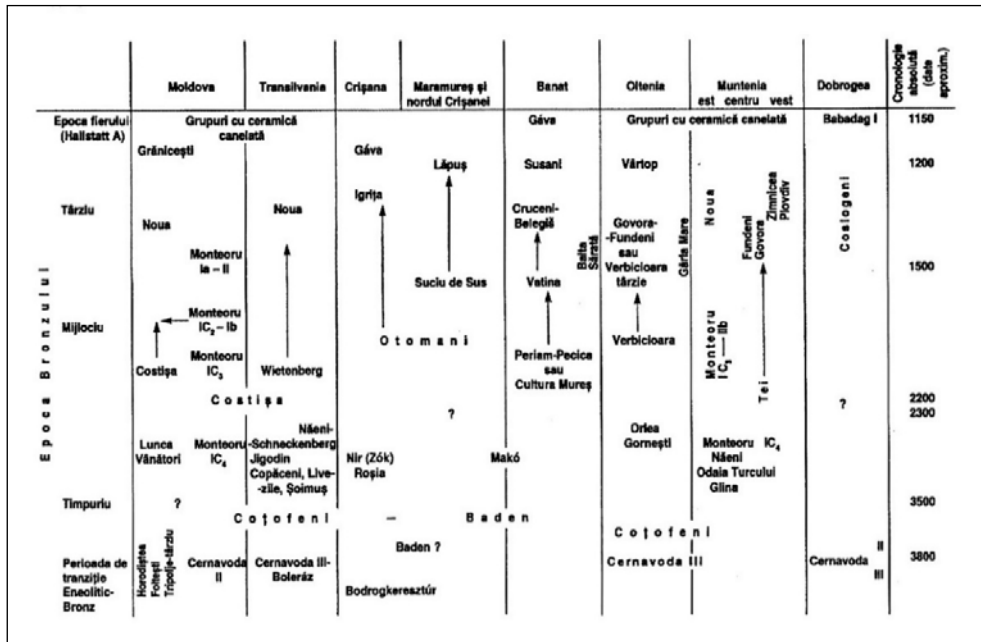 Moldova Transilvania Crişana Maramureş şi nordul Crişanei Banat Oltenia Muntenia est centru vest Dobrogea Cronologie absolută (date aproxim.)
Epoca Bronzului
Epoca fierului (Hallstatt A) Grupuri cu ceramică canelată Gáva Grupuri cu ceramică canelată Babadag I 1150
Grăniceşti Gáva Lăpuş Susani Vârtop 1200
Igriţa
Târziu Noua Noua Cruceni-Belegiš Govora-Fundeni sau Verbicioara târzie Noua Fundeni Govora Zimnicea Plovdiv Coslogeni
Monteoru Ia – II Balta Sărată Gârla Mare 1500
Suciu de Sus Vatina
Mijlociu Monteoru IC2 – Ib Otomani Verbicioara Monteoru IC3 — IIb
Costişa Monteoru IC3 Wietenberg Periam-Pecica sau Cultura Mureş Tei
Costişa ? ? 2200
2300
Năeni-Schneckenberg Orlea Gorneşti
Lunca Vânători Monteoru IC4 Jigodin Nir (Zók) Makó Monteoru IC4
Copăceni, Live-zile, Şoimuş Roşia Năeni
Odaia Turcului
Glina
Timpuriu ? 3500
Coţofeni — Baden Coţofeni
Baden ? II 3800
Perioada de tranziţie Eneolitic-Bronz Horodiştea Folteşti Tripolje-târziu Cernavoda II Cernavoda III-Boleráz Cernavoda III Cernavoda III
Bodrogkeresztúr